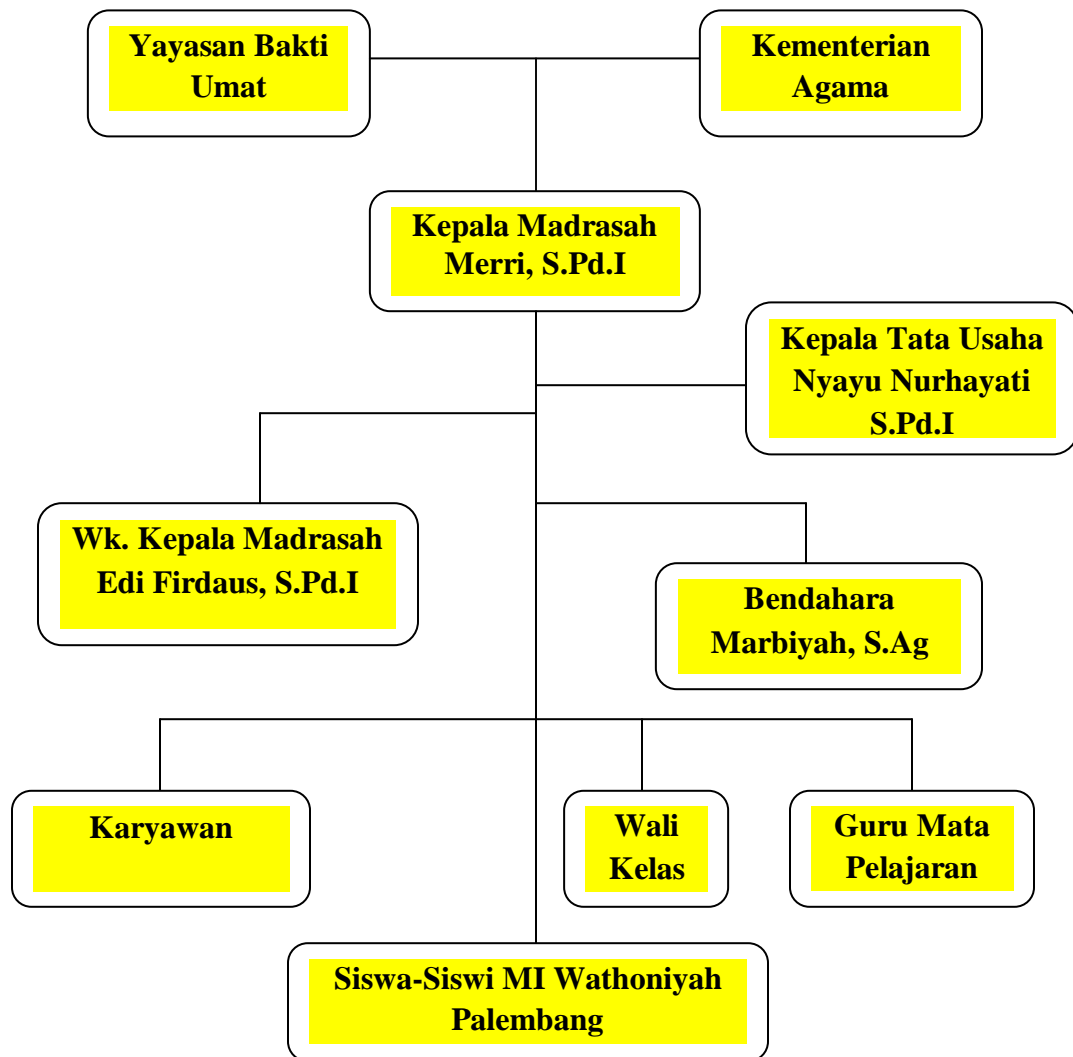 Yayasan Bakti
Umat
Kementerian
Agama
Kepala Madrasah
Merri, S.Pd.I
Kepala Tata Usaha
Nyayu Nurhayati
S.Pd.I
Wk. Kepala Madrasah
Edi Firdaus, S.Pd.I
Bendahara
Marbiyah, S.Ag
Karyawan
Wali
Kelas
Guru Mata
Pelajaran
Siswa-Siswi MI Wathoniyah
Palembang